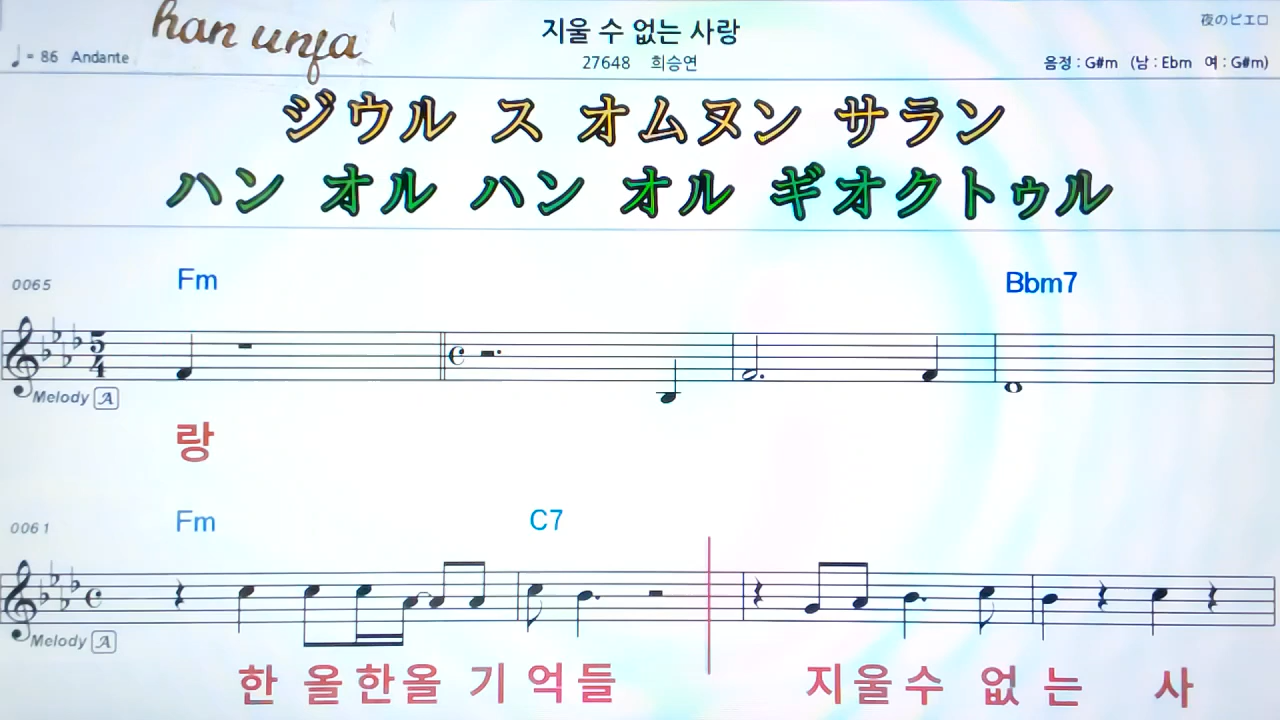 han unja
지울 수 없는 사랑
夜のピエロ
♩= 86 Andante
27648 희승연
음정 : G#m (남 : Ebm 여 : G#m)
ジウル ス オムヌン サラン
ハン オル ハン オル ギオクトゥル
0065 Fm Bbm7
5/4
Melody A
랑
0061 Fm C7
Melody A
한 올한올 기 억들 지울수 없 는 사